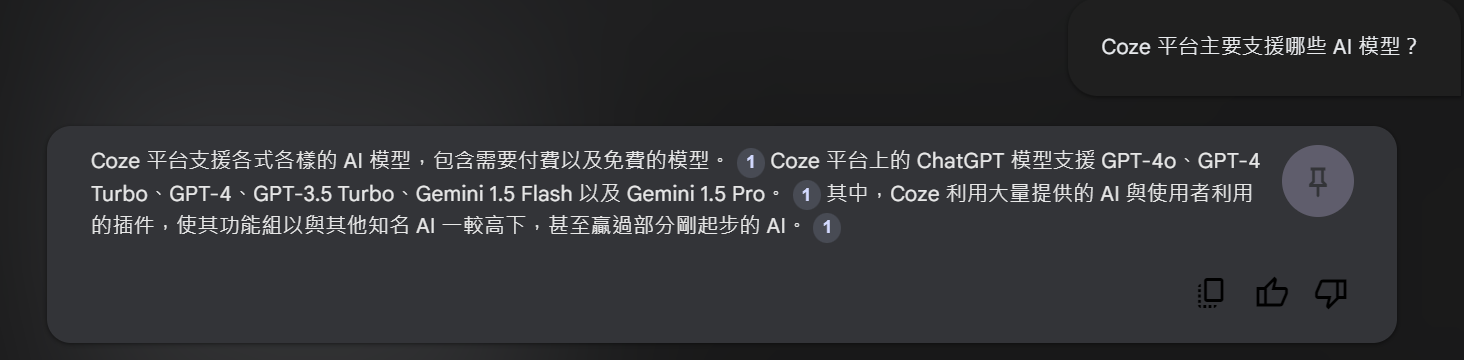 Coze 平台主要支援哪些 AI 模型？
Coze 平台支援各式各樣的 AI 模型，包含需要付費以及免費的模型。 1 Coze 平台上的 ChatGPT 模型支援 GPT-4o、GPT-4
Turbo、GPT-4、GPT-3.5 Turbo、Gemini 1.5 Flash 以及 Gemini 1.5 Pro。 1 其中，Coze 利用大量提供的 AI 與使用者利用
的插件，使其功能組以與其他知名 AI 一較高下，甚至贏過部分剛起步的 AI。 1